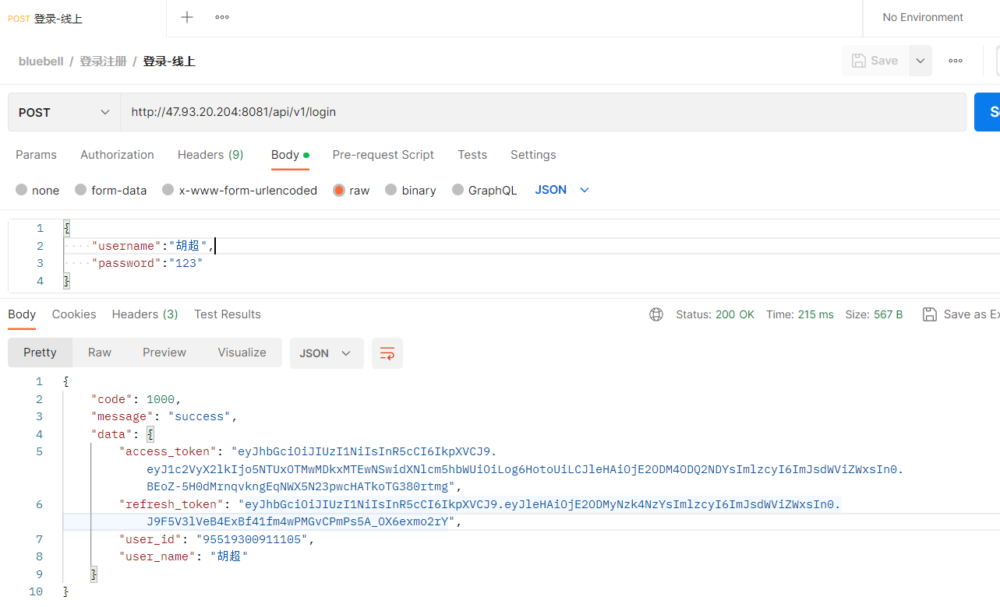 POST 登录-线上
No Environment
bluebell / 登录注册 / 登录-线上
Save
POST http://47.93.20.204:8081/api/v1/login
Params Authorization Headers (9) Body Pre-request Script Tests Settings
none form-data x-www-form-urlencoded raw binary GraphQL JSON
1 {
2 "username":"胡超",
3 "password":"123"
4 }
Body Cookies Headers (3) Test Results Status: 200 OK Time: 215 ms Size: 567 B Save as Ex
Pretty Raw Preview Visualize JSON
1 {
2 "code": 1000,
3 "message": "success",
4 "data": {
5 "access_token": "eyJhbGciOiJIUzI1NiIsInR5cCI6IkpXVCJ9.
eyJ1c2VyX2lkIjo5NTUxOTMwMDkxMTEwNSwidXNlcm5hbWUiOiLog6HotoUiLCJleHAiOjE2ODM4ODQ2NDYsImlzcyI6ImJsdWViZWxsIn0.
BEoZ-5H0dMrnqvkngEqNWX5N23pwcHATkoTG380rtmg",
6 "refresh_token": "eyJhbGciOiJIUzI1NiIsInR5cCI6IkpXVCJ9.eyJleHAiOjE2ODMyNzk4NzYsImlzcyI6ImJsdWViZWxsIn0.
J9F5V3lVeB4ExBf41fm4wPMGvCPmPs5A_OX6exmo2rY",
7 "user_id": "95519300911105",
8 "user_name": "胡超"
9 }
10 }